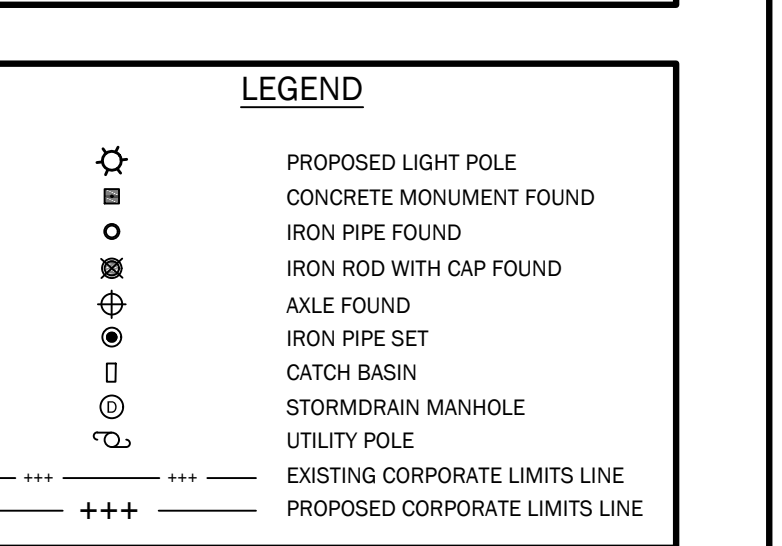 LEGEND
PROPOSED LIGHT POLE
CONCRETE MONUMENT FOUND
IRON PIPE FOUND
IRON ROD WITH CAP FOUND
AXLE FOUND
IRON PIPE SET
CATCH BASIN
D STORMDRAIN MANHOLE
UTILITY POLE
+++ +++ EXISTING CORPORATE LIMITS LINE
+++ PROPOSED CORPORATE LIMITS LINE